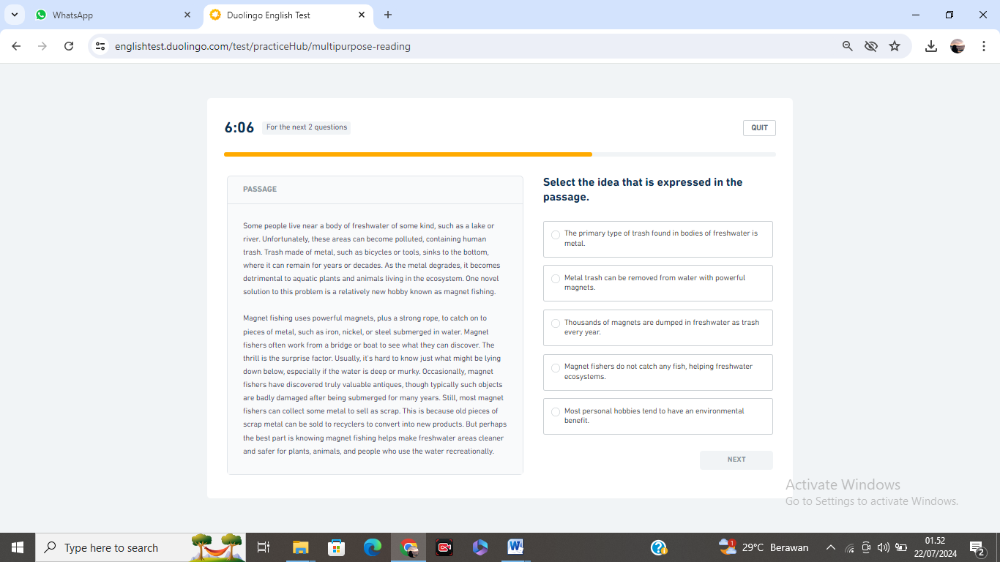 WhatsApp
Duolingo English Test
englishtest.duolingo.com/test/practiceHub/multipurpose-reading
6:06
For the next 2 questions
QUIT
PASSAGE
Some people live near a body of freshwater of some kind, such as a lake or
river. Unfortunately, these areas can become polluted, containing human
trash. Trash made of metal, such as bicycles or tools, sinks to the bottom,
where it can remain for years or decades. As the metal degrades, it becomes
detrimental to aquatic plants and animals living in the ecosystem. One novel
solution to this problem is a relatively new hobby known as magnet fishing.
Magnet fishing uses powerful magnets, plus a strong rope, to catch on to
pieces of metal, such as iron, nickel, or steel submerged in water. Magnet
fishers often work from a bridge or boat to see what they can discover. The
thrill is the surprise factor. Usually, it's hard to know just what might be lying
down below, especially if the water is deep or murky. Occasionally, magnet
fishers have discovered truly valuable antiques, though typically such objects
are badly damaged after being submerged for many years. Still, most magnet
fishers can collect some metal to sell as scrap. This is because old pieces of
scrap metal can be sold to recyclers to convert into new products. But perhaps
the best part is knowing magnet fishing helps make freshwater areas cleaner
and safer for plants, animals, and people who use the water recreationally.
Select the idea that is expressed in the
passage.
The primary type of trash found in bodies of freshwater is
metal.
Metal trash can be removed from water with powerful
magnets.
Thousands of magnets are dumped in freshwater as trash
every year.
Magnet fishers do not catch any fish, helping freshwater
ecosystems.
Most personal hobbies tend to have an environmental
benefit.
NEXT
Activate Windows
Go to Settings to activate Windows.
Type here to search
1
29°C Berawan
01.52
22/07/2024
2